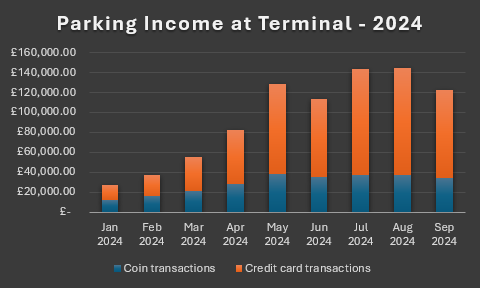 Parking Income at Terminal - 2024
£160,000.00
£140,000.00
£120,000.00
£100,000.00
£80,000.00
£60,000.00
£40,000.00
£20,000.00
£-
Jan Feb Mar Apr May Jun Jul Aug Sep
2024 2024 2024 2024 2024 2024 2024 2024 2024
Coin transactions Credit card transactions